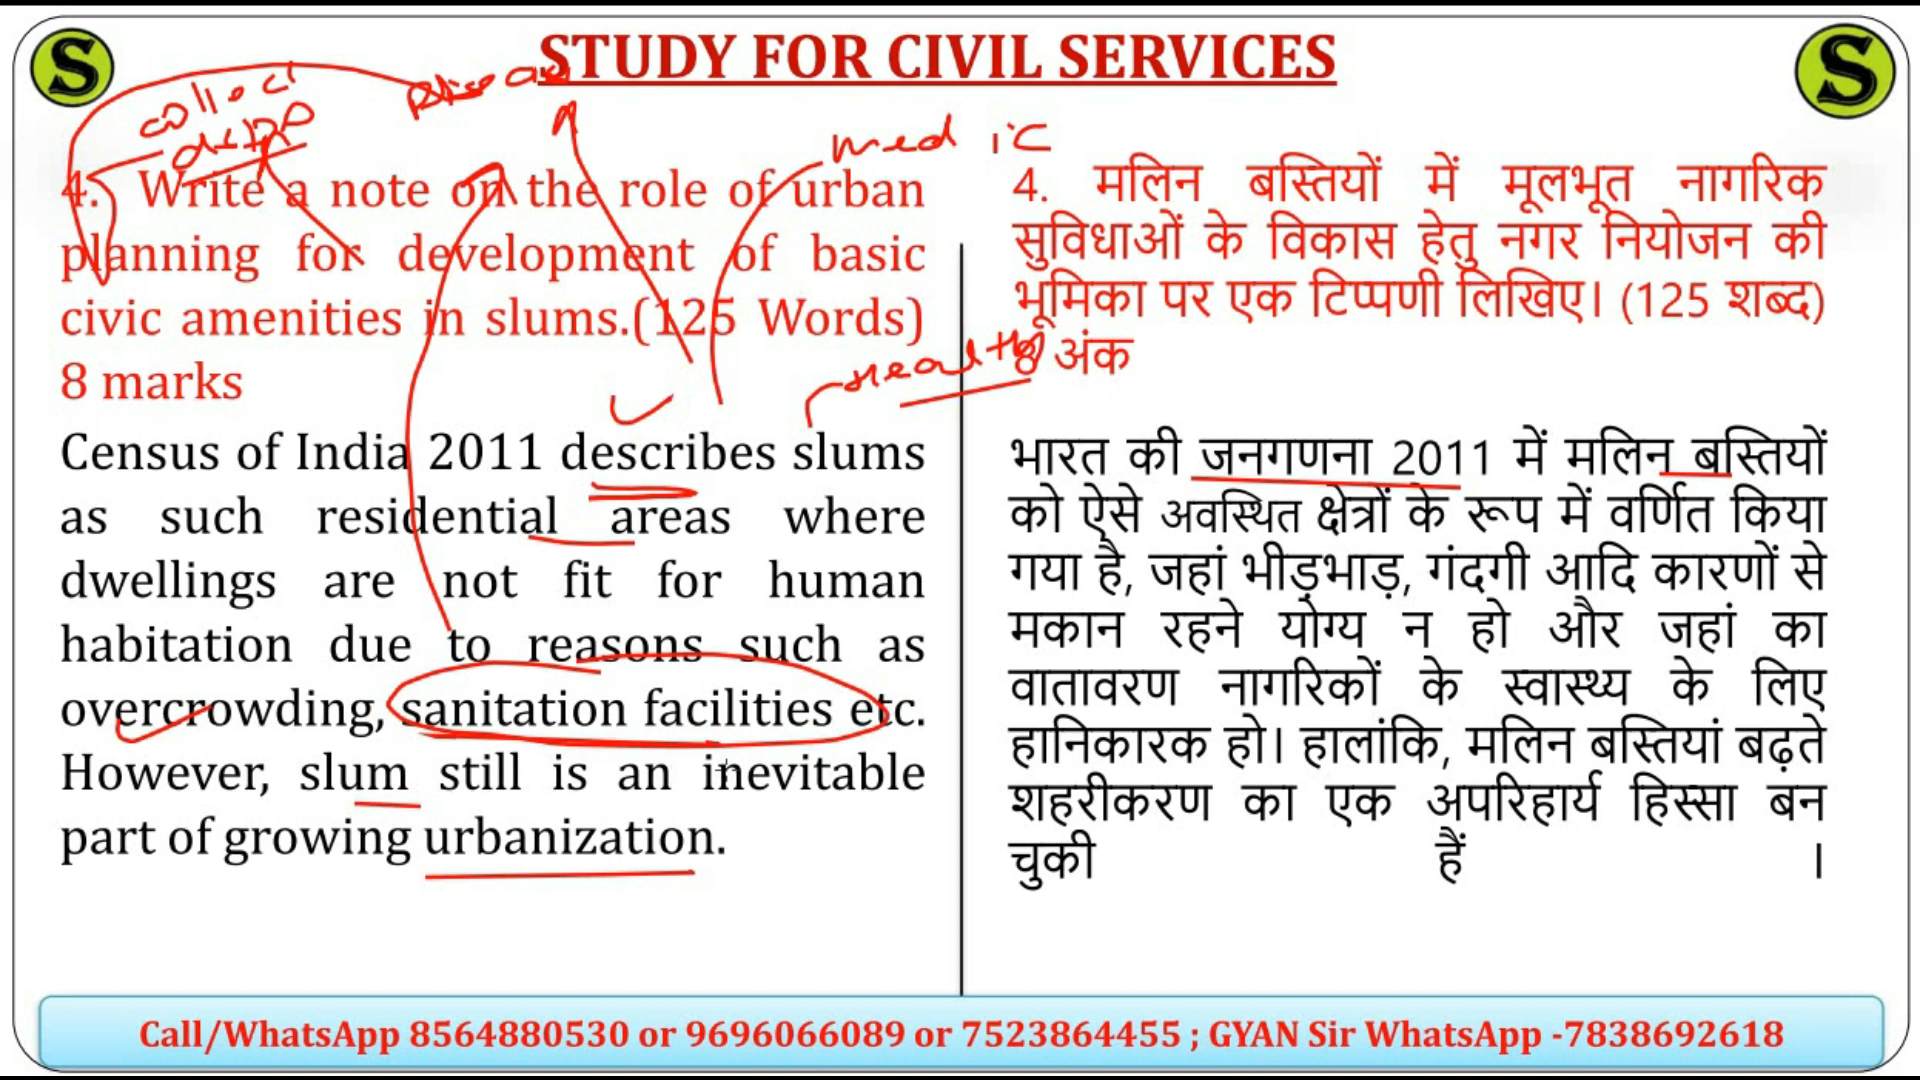 S
STUDY FOR CIVIL SERVICES
S
collect
medic
4. Write a note on the role of urban
planning for development of basic
civic amenities in slums.(125 Words)
8 marks
health
Census of India 2011 describes slums
as such residential areas where
dwellings are not fit for human
habitation due to reasons such as
overcrowding, sanitation facilities etc.
However, slum still is an inevitable
part of growing urbanization.
4. मलिन बस्तियों में मूलभूत नागरिक
सुविधाओं के विकास हेतु नगर नियोजन की
भूमिका पर एक टिप्पणी लिखिए। (125 शब्द)
8 अंक
भारत की जनगणना 2011 में मलिन बस्तियों
को ऐसे अवस्थित क्षेत्रों के रूप में वर्णित किया
गया है, जहां भीड़भाड़, गंदगी आदि कारणों से
मकान रहने योग्य न हो और जहां का
वातावरण नागरिकों के स्वास्थ्य के लिए
हानिकारक हो। हालांकि, मलिन बस्तियां बढ़ते
शहरीकरण का एक अपरिहार्य हिस्सा बन
चुकी हैं ।
Call/WhatsApp 8564880530 or 9696066089 or 7523864455 ; GYAN Sir WhatsApp -7838692618